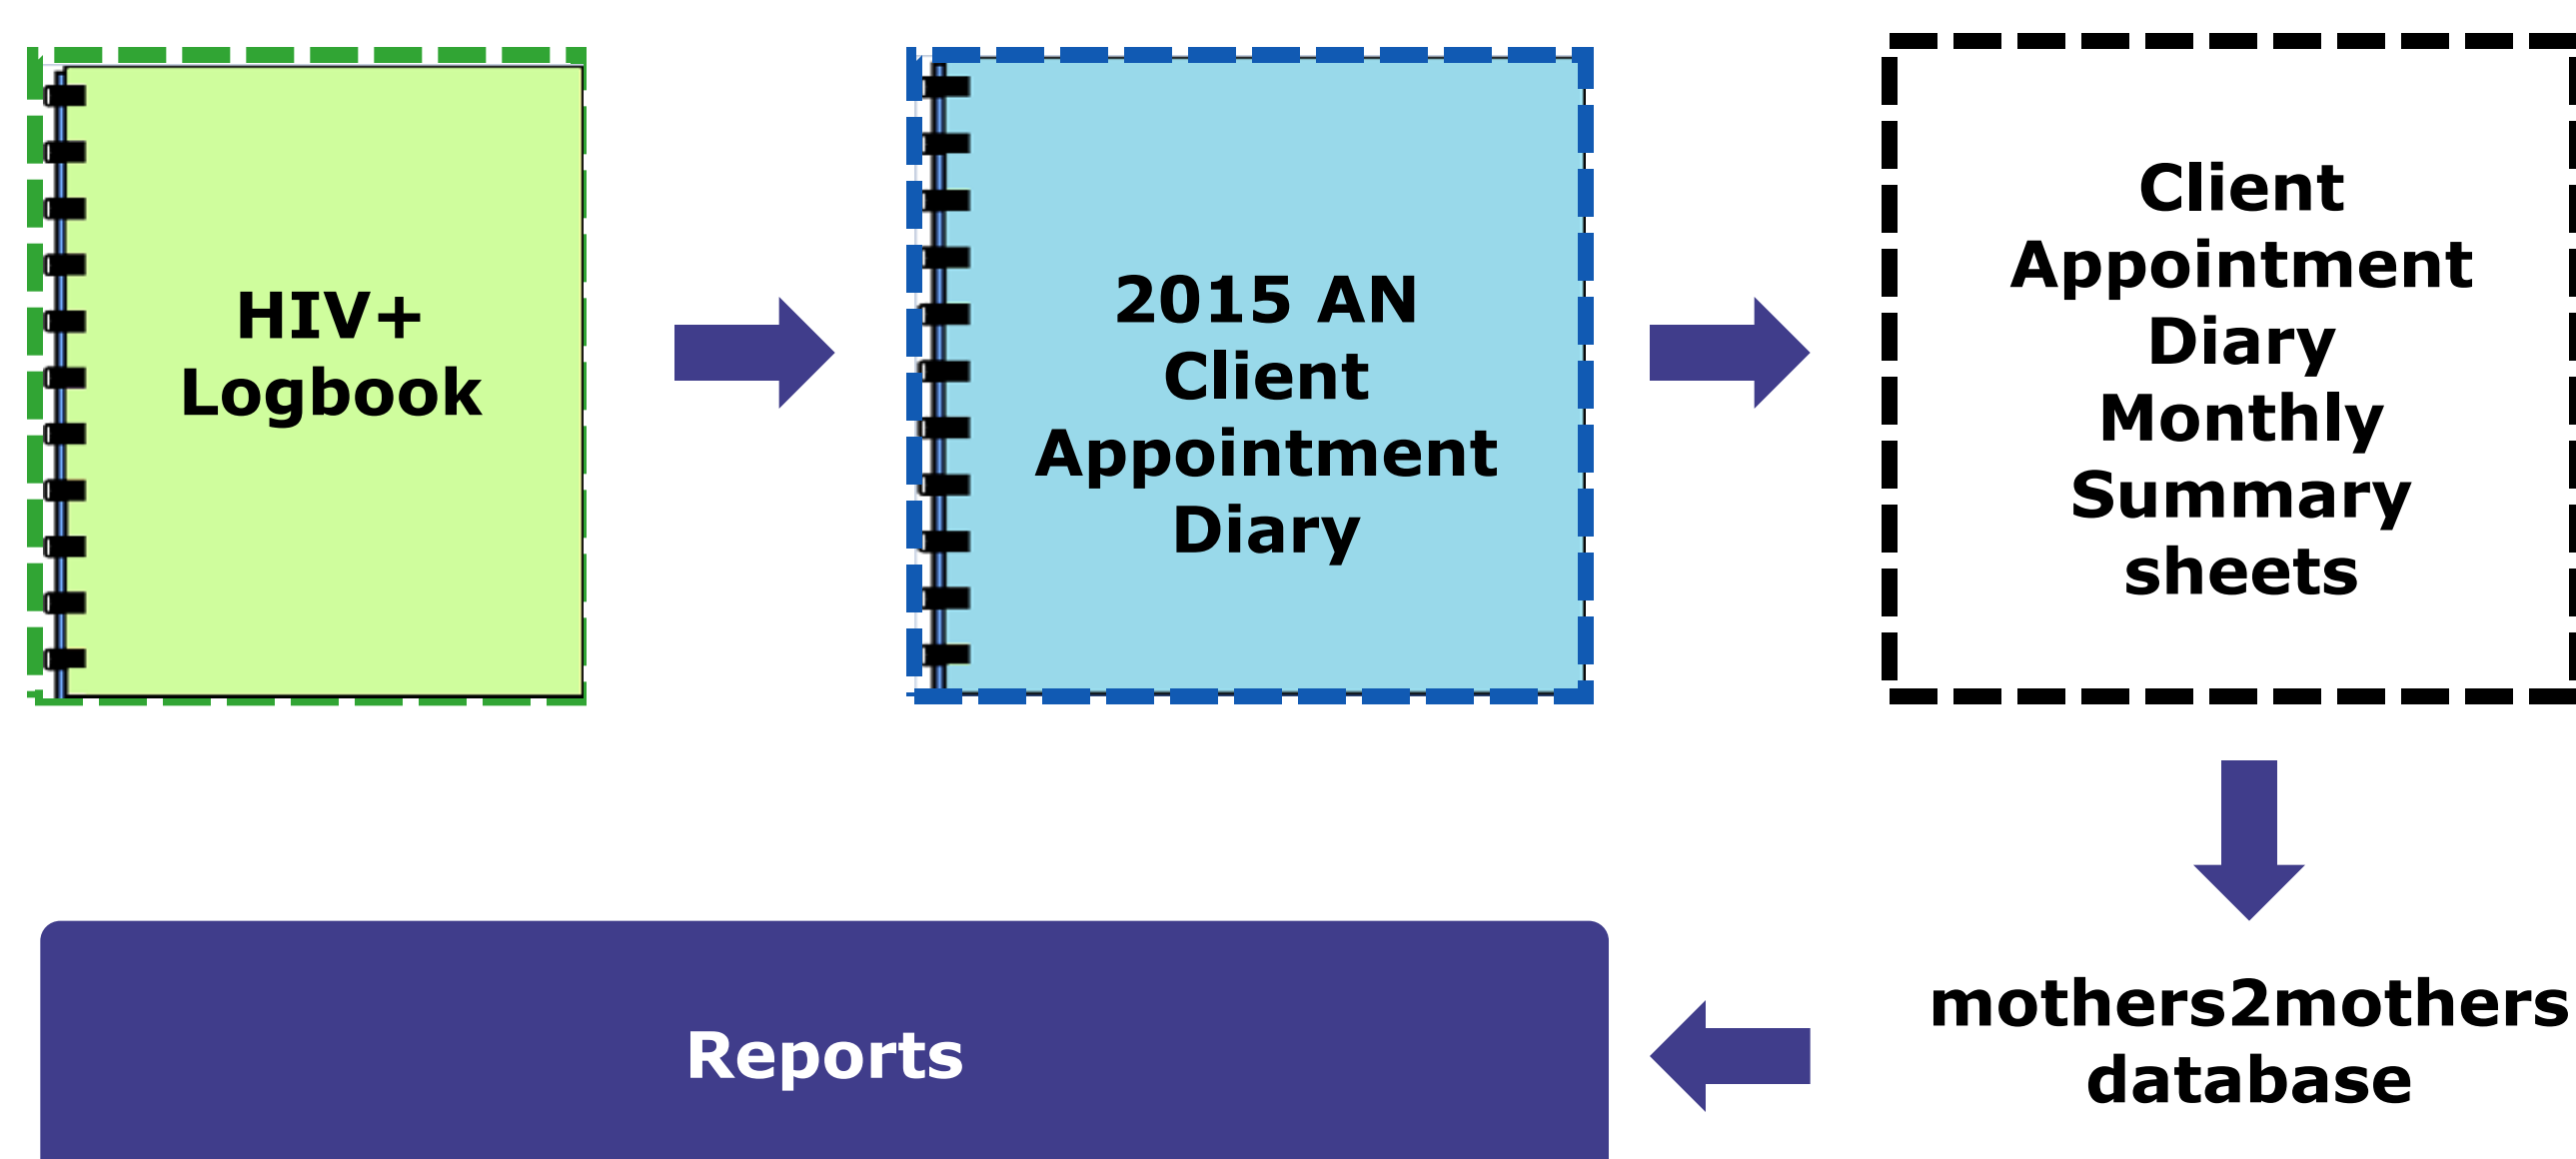 HIV+
Logbook
2015 AN
Client
Appointment
Diary
Client
Appointment
Diary
Monthly
Summary
sheets
mothers2mothers
database
Reports